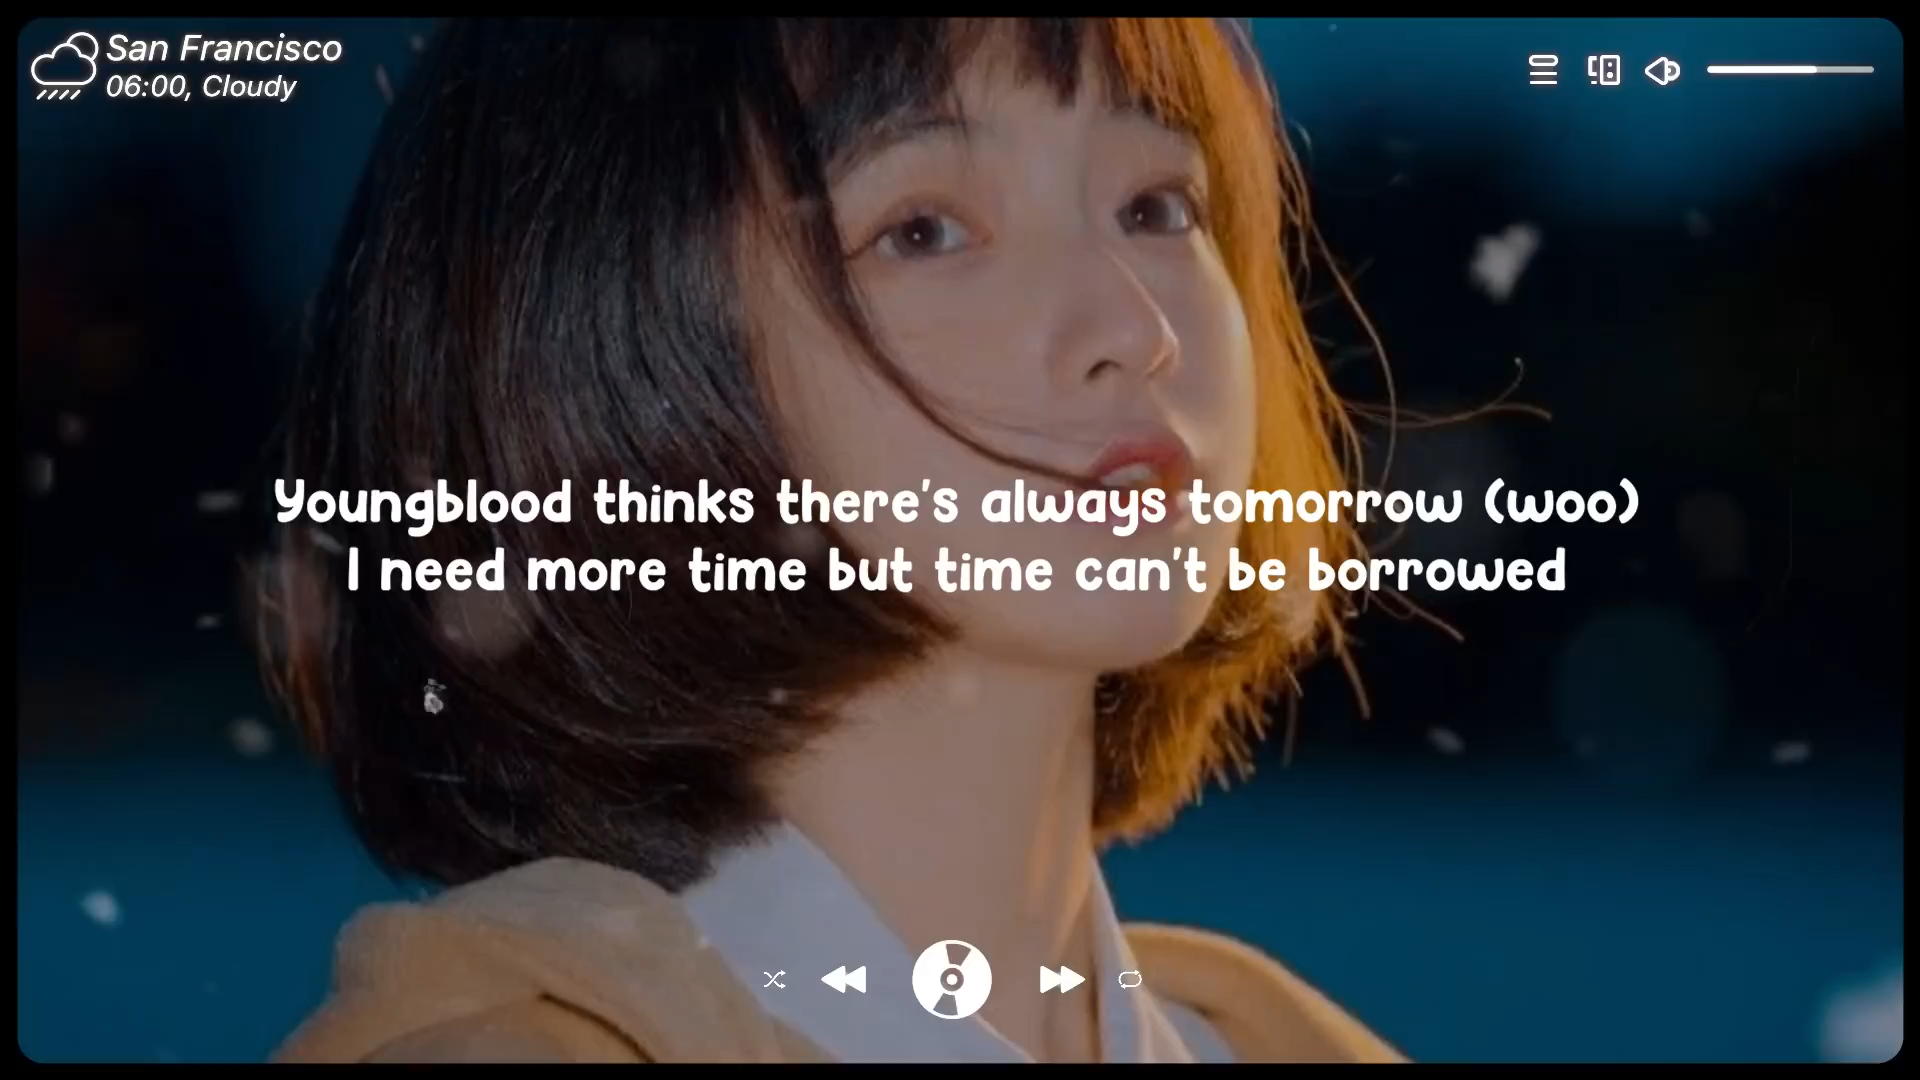 San Francisco
06:00, Cloudy
Youngblood thinks there's always tomorrow (woo)
I need more time but time can't be borrowed